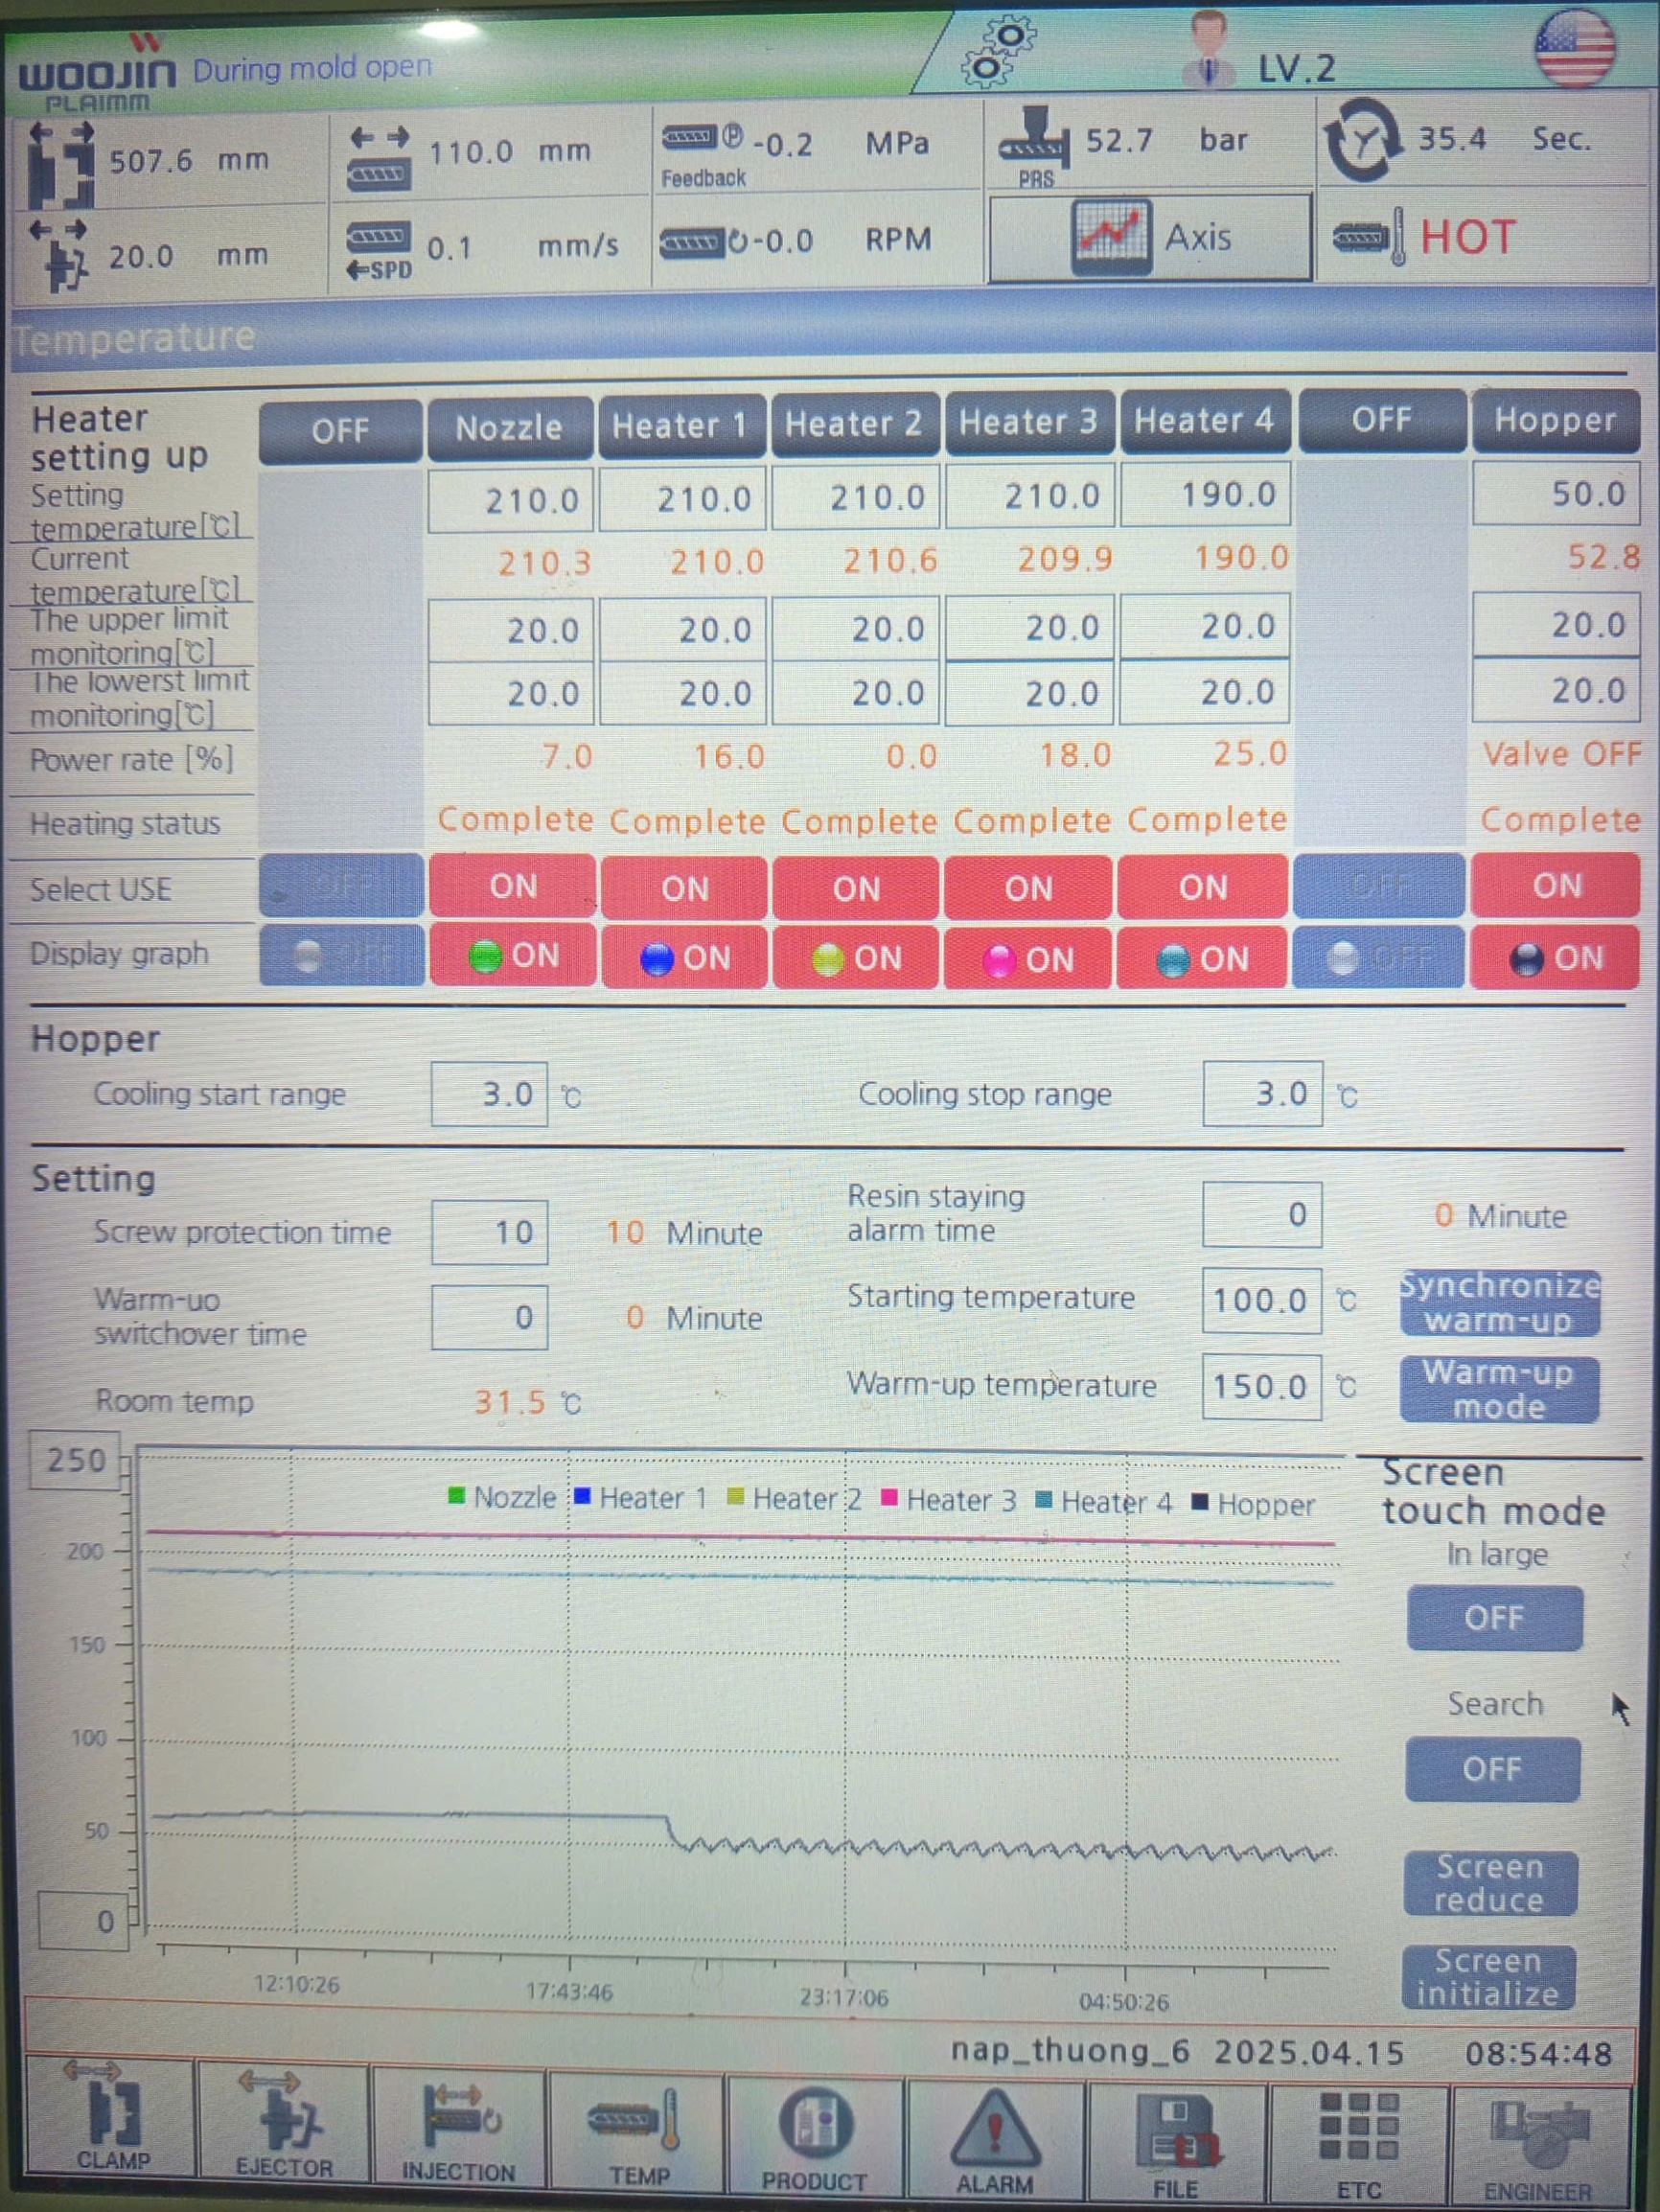 WOOJIN PLAIMM During mold open LV.2
507.6 mm 110.0 mm Feedback -0.2 MPa PRS 52.7 bar 35.4 Sec.
20.0 mm SPD 0.1 mm/s -0.0 RPM Axis HOT
Temperature
Heater setting up OFF Nozzle Heater 1 Heater 2 Heater 3 Heater 4 OFF Hopper
Setting temperature[℃] 210.0 210.0 210.0 210.0 190.0 50.0
Current temperature[℃] 210.3 210.0 210.6 209.9 190.0 52.8
The upper limit monitoring[℃] 20.0 20.0 20.0 20.0 20.0 20.0
The lowerst limit monitoring[℃] 20.0 20.0 20.0 20.0 20.0 20.0
Power rate [%] 7.0 16.0 0.0 18.0 25.0 Valve OFF
Heating status Complete Complete Complete Complete Complete Complete
Select USE OFF ON ON ON ON ON OFF ON
Display graph OFF ON ON ON ON ON OFF ON
Hopper
Cooling start range 3.0 ℃ Cooling stop range 3.0 ℃
Setting
Screw protection time 10 10 Minute Resin staying alarm time 0 0 Minute
Warm-uo switchover time 0 0 Minute Starting temperature 100.0 ℃ Synchronize warm-up
Room temp 31.5 ℃ Warm-up temperature 150.0 ℃ Warm-up mode
250
Nozzle Heater 1 Heater 2 Heater 3 Heater 4 Hopper
200
150
100
50
0
12:10:26 17:43:46 23:17:06 04:50:26
Screen touch mode
In large
OFF
Search
OFF
Screen reduce
Screen initialize
nap_thuong_6 2025.04.15 08:54:48
CLAMP EJECTOR INJECTION TEMP PRODUCT ALARM FILE ETC ENGINEER